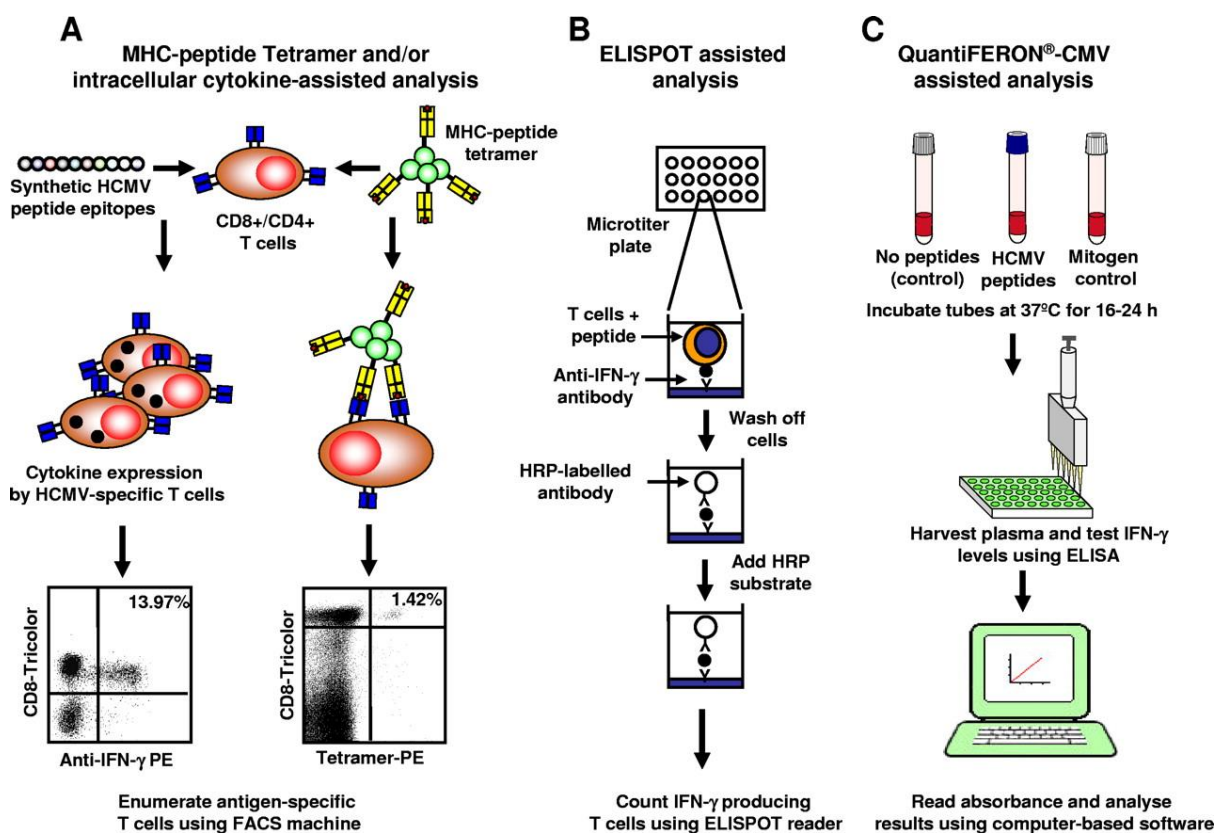 A
MHC-peptide Tetramer and/or
intracellular cytokine-assisted analysis
MHC-peptide
tetramer
Synthetic HCMV
peptide epitopes
CD8+/CD4+
T cells
Cytokine expression
by HCMV-specific T cells
13.97%
CD8-Tricolor
Anti-IFN-γ PE
1.42%
CD8-Tricolor
Tetramer-PE
Enumerate antigen-specific
T cells using FACS machine
B
ELISPOT assisted
analysis
Microtiter
plate
T cells +
peptide
Anti-IFN-γ
antibody
Wash off
cells
HRP-labelled
antibody
Add HRP
substrate
Count IFN-γ producing
T cells using ELISPOT reader
C
QuantiFERON®-CMV
assisted analysis
No peptides
(control)
HCMV
peptides
Mitogen
control
Incubate tubes at 37ºC for 16-24 h
Harvest plasma and test IFN-γ
levels using ELISA
Read absorbance and analyse
results using computer-based software